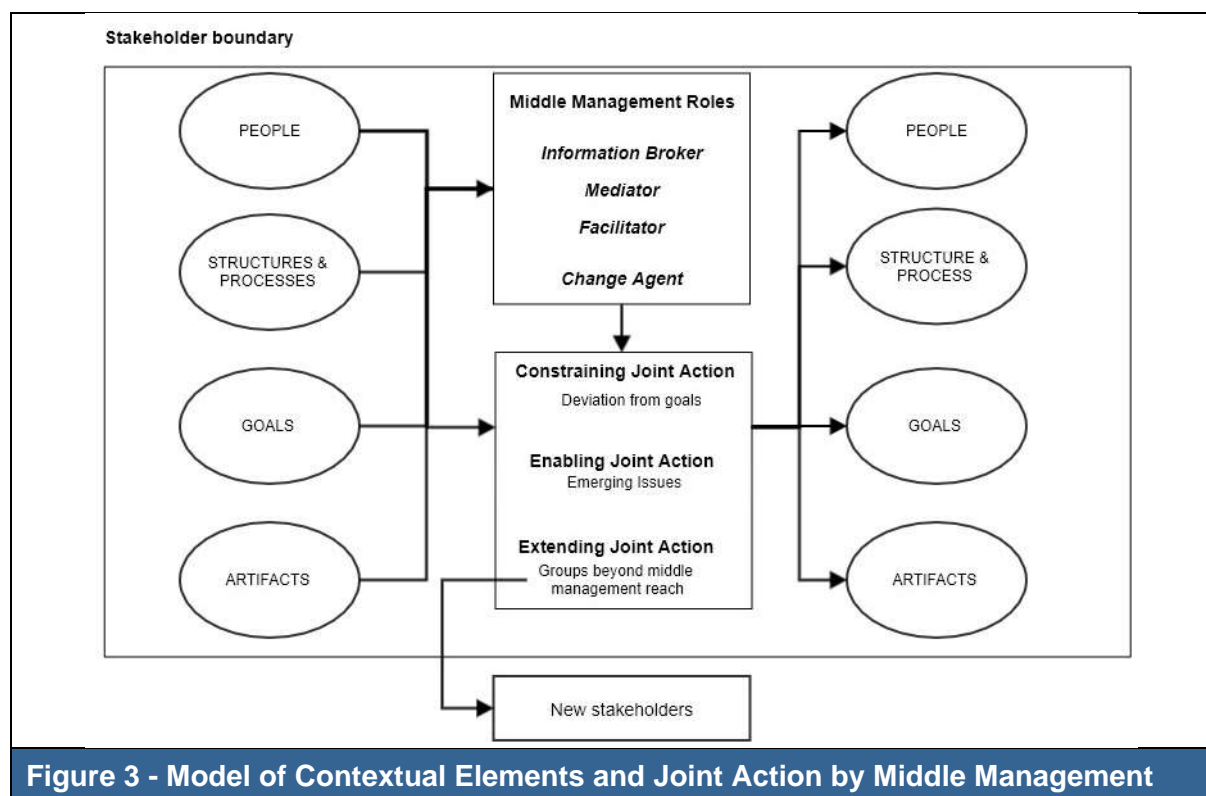 Stakeholder boundary
PEOPLE
STRUCTURES &
PROCESSES
GOALS
ARTIFACTS
Middle Management Roles
Information Broker
Mediator
Facilitator
Change Agent
Constraining Joint Action
Deviation from goals
Enabling Joint Action
Emerging Issues
Extending Joint Action
Groups beyond middle
management reach
PEOPLE
STRUCTURE &
PROCESS
GOALS
ARTIFACTS
New stakeholders
Figure 3 - Model of Contextual Elements and Joint Action by Middle Management